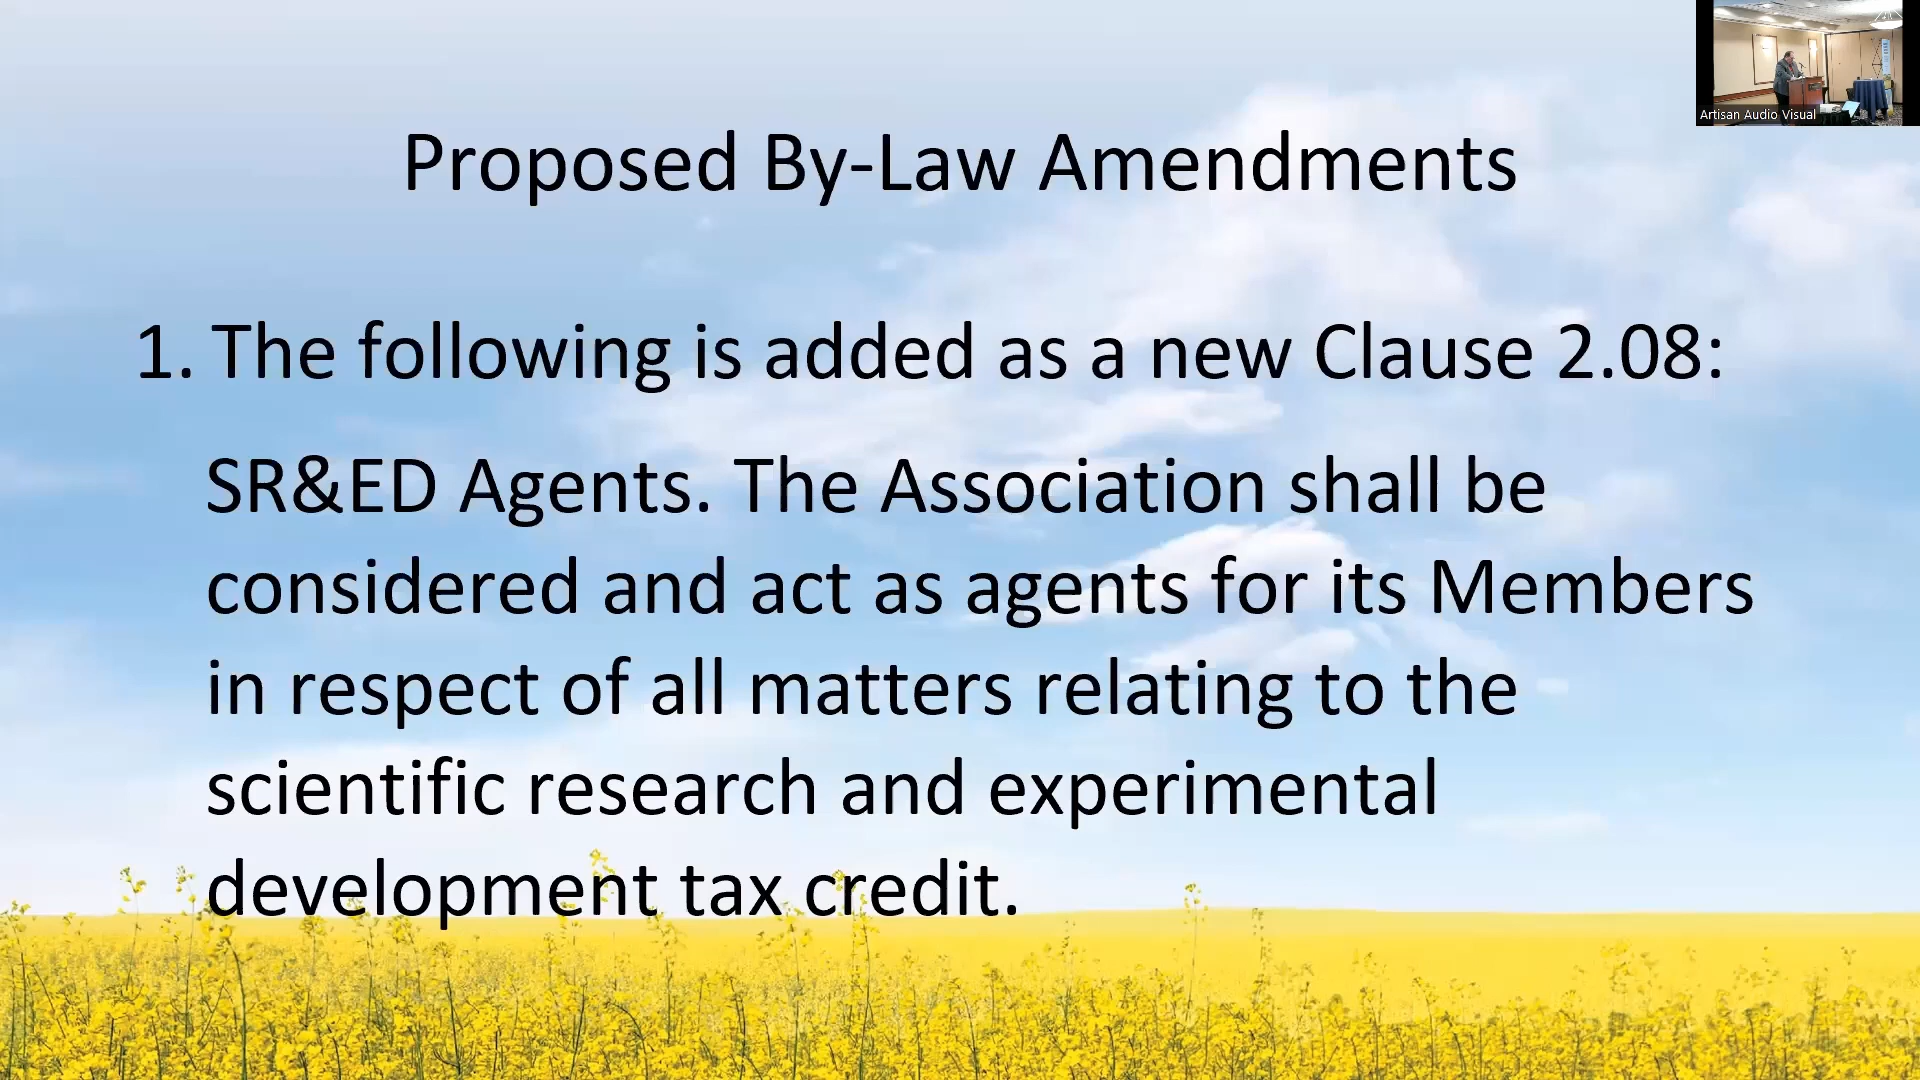 Artisan Audio Visual
Proposed By-Law Amendments
1. The following is added as a new Clause 2.08:
SR&ED Agents. The Association shall be
considered and act as agents for its Members
in respect of all matters relating to the
scientific research and experimental
development tax credit.